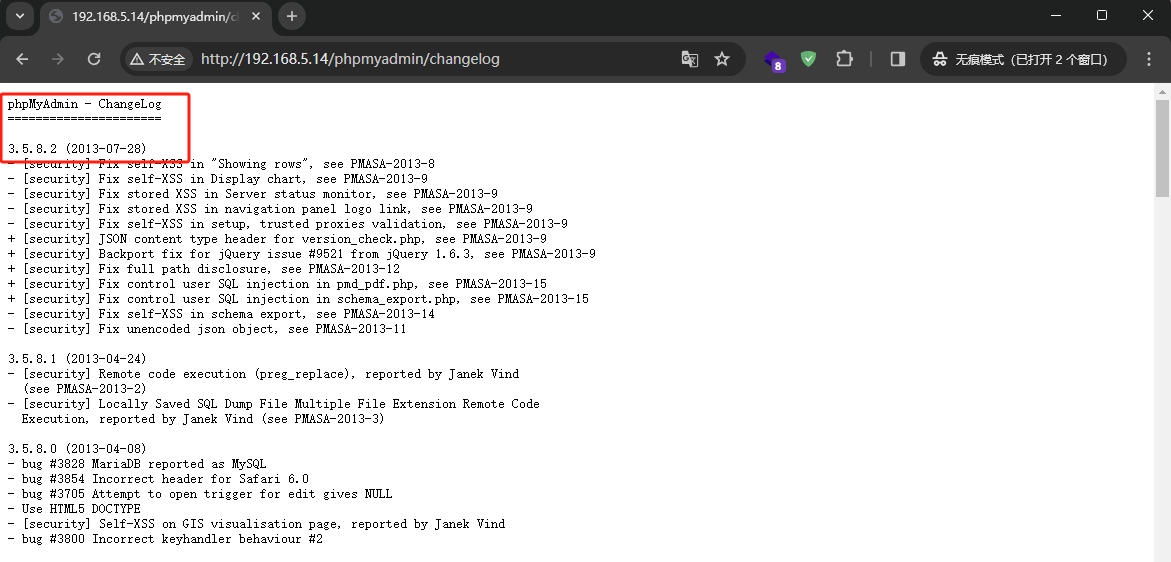 192.168.5.14/phpmyadmin/c
不安全
http://192.168.5.14/phpmyadmin/changelog
8
无痕模式（已打开 2 个窗口）
phpMyAdmin - ChangeLog
======================
3.5.8.2 (2013-07-28)
- [security] Fix self-XSS in "Showing rows", see PMASA-2013-8
- [security] Fix self-XSS in Display chart, see PMASA-2013-9
- [security] Fix stored XSS in Server status monitor, see PMASA-2013-9
- [security] Fix stored XSS in navigation panel logo link, see PMASA-2013-9
- [security] Fix self-XSS in setup, trusted proxies validation, see PMASA-2013-9
+ [security] JSON content type header for version_check.php, see PMASA-2013-9
+ [security] Backport fix for jQuery issue #9521 from jQuery 1.6.3, see PMASA-2013-9
+ [security] Fix full path disclosure, see PMASA-2013-12
+ [security] Fix control user SQL injection in pmd_pdf.php, see PMASA-2013-15
+ [security] Fix control user SQL injection in schema_export.php, see PMASA-2013-15
- [security] Fix self-XSS in schema export, see PMASA-2013-14
- [security] Fix unencoded json object, see PMASA-2013-11
3.5.8.1 (2013-04-24)
- [security] Remote code execution (preg_replace), reported by Janek Vind
(see PMASA-2013-2)
- [security] Locally Saved SQL Dump File Multiple File Extension Remote Code
Execution, reported by Janek Vind (see PMASA-2013-3)
3.5.8.0 (2013-04-08)
- bug #3828 MariaDB reported as MySQL
- bug #3854 Incorrect header for Safari 6.0
- bug #3705 Attempt to open trigger for edit gives NULL
- Use HTML5 DOCTYPE
- [security] Self-XSS on GIS visualisation page, reported by Janek Vind
- bug #3800 Incorrect keyhandler behaviour #2